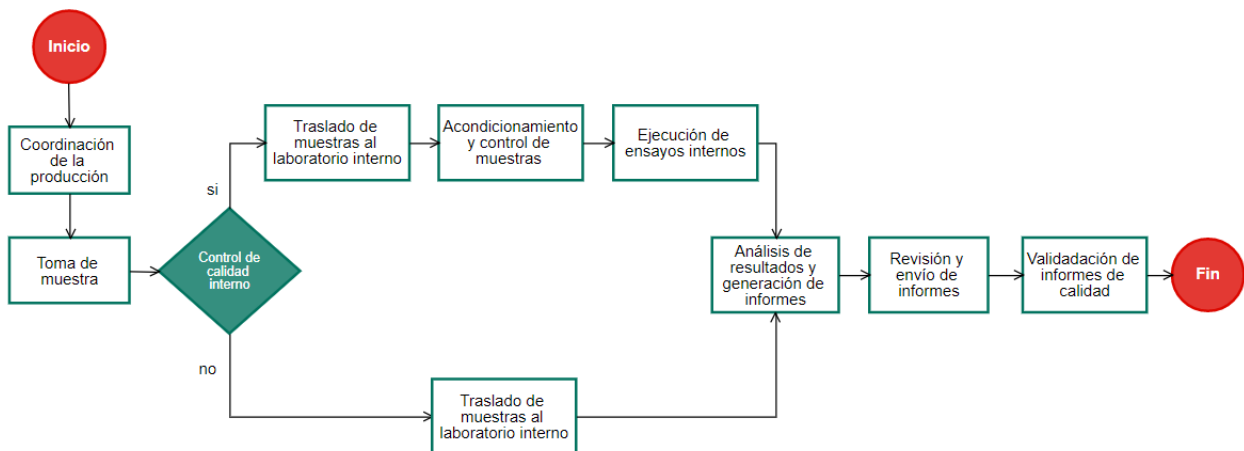 Inicio
Coordinación
de la
producción
Toma de
muestra
Control de
calidad
interno
si
Traslado de
muestras al
laboratorio interno
Acondicionamiento
y control de
muestras
Ejecución de
ensayos internos
no
Traslado de
muestras al
laboratorio interno
Análisis de
resultados y
generación de
informes
Revisión y
envío de
informes
Validadación de
informes de
calidad
Fin